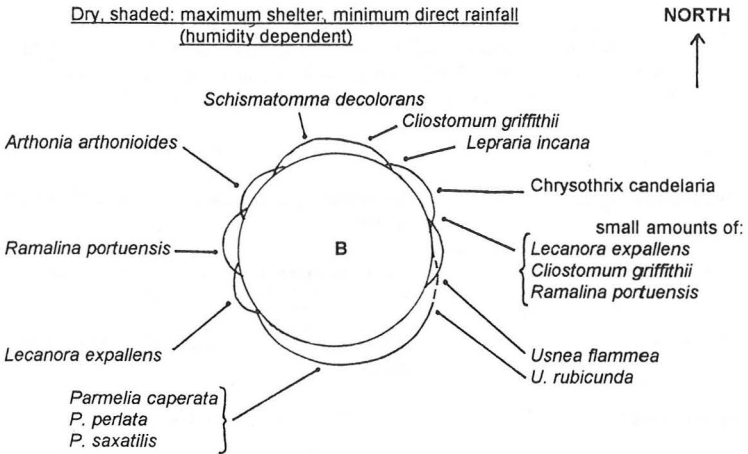 Dry, shaded: maximum shelter, minimum direct rainfall
(humidity dependent)
NORTH
Schismatomma decolorans
Cliostomum griffithii
Lepraria incana
Arthonia arthonioides
Chrysothrix candelaria
small amounts of:
Lecanora expallens
Cliostomum griffithii
Ramalina portuensis
Ramalina portuensis
B
Lecanora expallens
Usnea flammea
U. rubicunda
Parmelia caperata
P. perlata
P. saxatilis